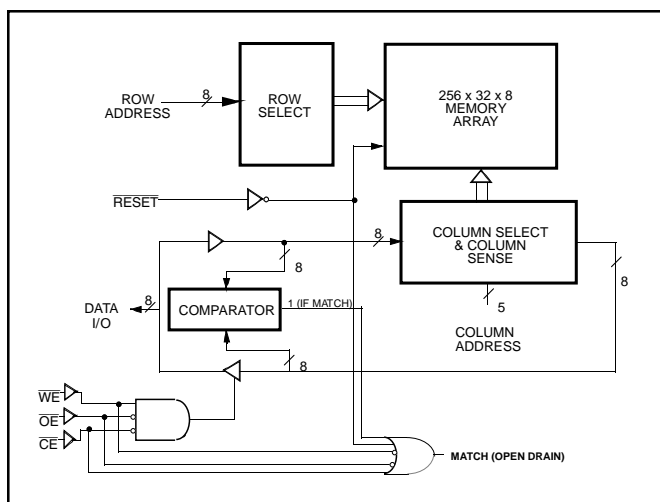 ROW
ADDRESS
8
ROW
SELECT
256 x 32 x 8
MEMORY
ARRAY
RESET
8
8
COLUMN SELECT
& COLUMN
SENSE
8
DATA
I/O
8
COMPARATOR
1 (IF MATCH)
5
COLUMN
ADDRESS
8
WE
OE
CE
MATCH (OPEN DRAIN)